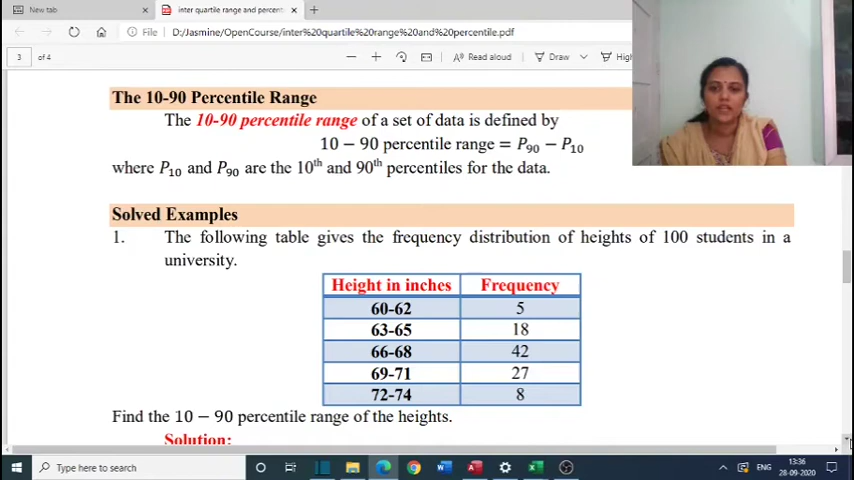 New tab
inter quartile range and percent
File
D:/Jasmine/OpenCourse/inter%20quartile%20range%20and%20percentile.pdf
3 of 4
Read aloud
Draw
High
The 10-90 Percentile Range
The 10-90 percentile range of a set of data is defined by
10 − 90 percentile range = P₉₀ − P₁₀
where P₁₀ and P₉₀ are the 10th and 90th percentiles for the data.
Solved Examples
1. The following table gives the frequency distribution of heights of 100 students in a
university.
Height in inches Frequency
60-62 5
63-65 18
66-68 42
69-71 27
72-74 8
Find the 10 − 90 percentile range of the heights.
Solution:
Type here to search
ENG
13:36
28-09-2020